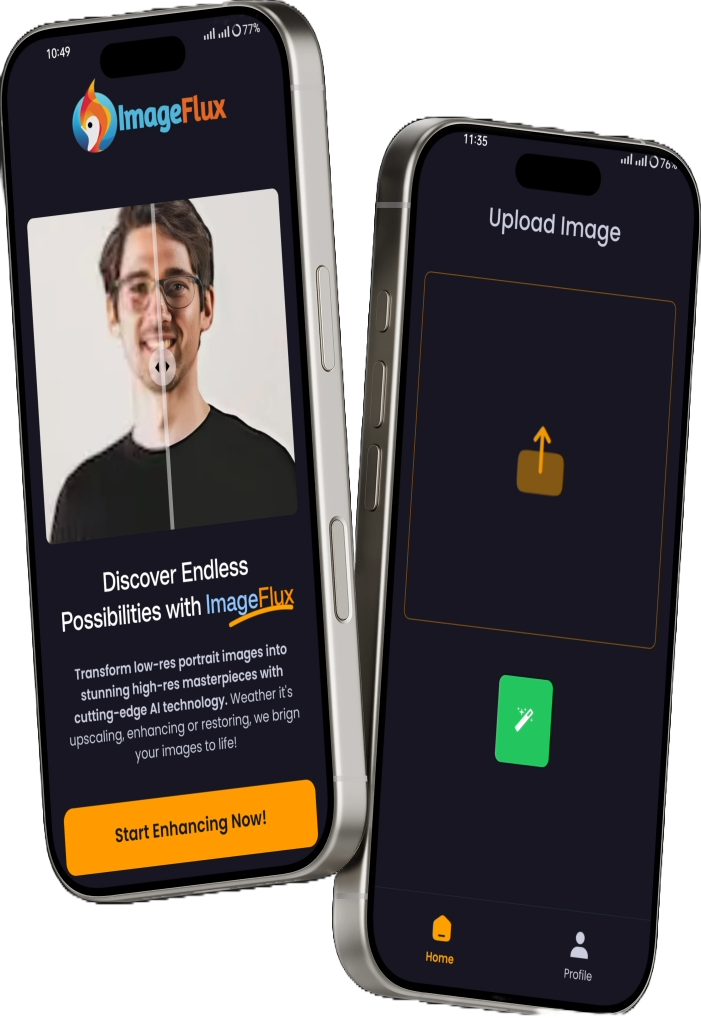 10:49
77%
ImageFlux
Discover Endless
Possibilities with ImageFlux
Transform low-res portrait images into
stunning high-res masterpieces with
cutting-edge AI technology. Weather it's
upscaling, enhancing or restoring, we brign
your images to life!
Start Enhancing Now!
11:35
76%
Upload Image
Home
Profile